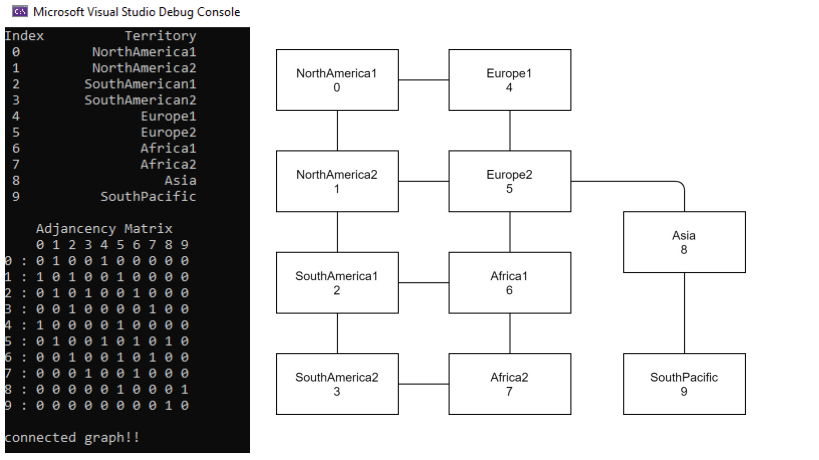 Microsoft Visual Studio Debug Console
Index Territory
0 NorthAmerica1
1 NorthAmerica2
2 SouthAmerican1
3 SouthAmerican2
4 Europe1
5 Europe2
6 Africa1
7 Africa2
8 Asia
9 SouthPacific
Adjancency Matrix
0 1 2 3 4 5 6 7 8 9
0 : 0 1 0 0 1 0 0 0 0 0
1 : 1 0 1 0 0 1 0 0 0 0
2 : 0 1 0 1 0 0 1 0 0 0
3 : 0 0 1 0 0 0 0 1 0 0
4 : 1 0 0 0 0 1 0 0 0 0
5 : 0 1 0 0 1 0 1 0 1 0
6 : 0 0 1 0 0 1 0 1 0 0
7 : 0 0 0 1 0 0 1 0 0 0
8 : 0 0 0 0 0 1 0 0 0 1
9 : 0 0 0 0 0 0 0 0 1 0
connected graph!!
NorthAmerica1
0
Europe1
4
NorthAmerica2
1
Europe2
5
Asia
8
SouthAmerica1
2
Africa1
6
SouthAmerica2
3
Africa2
7
SouthPacific
9